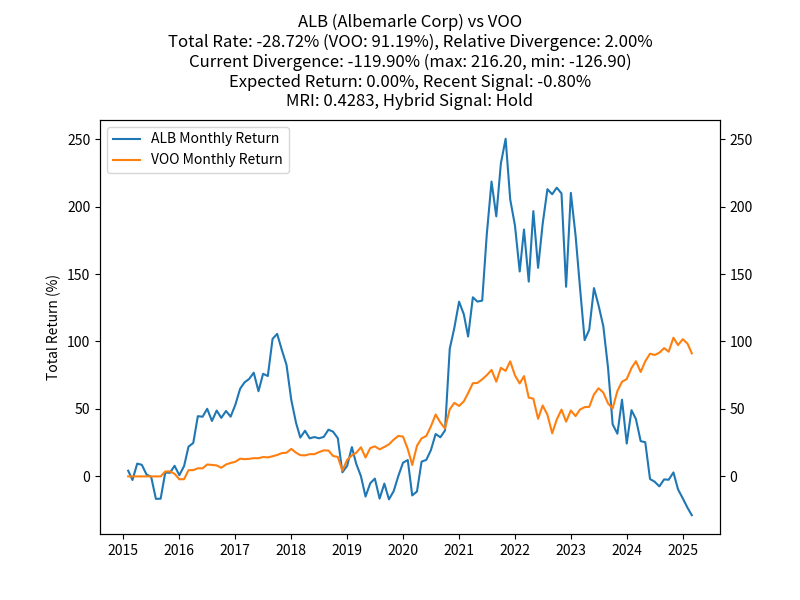 ALB (Albemarle Corp) vs VOO
Total Rate: -28.72% (VOO: 91.19%), Relative Divergence: 2.00%
Current Divergence: -119.90% (max: 216.20, min: -126.90)
Expected Return: 0.00%, Recent Signal: -0.80%
MRI: 0.4283, Hybrid Signal: Hold
ALB Monthly Return
VOO Monthly Return
Total Return (%)
250 250
200 200
150 150
100 100
50 50
0 0
2015 2016 2017 2018 2019 2020 2021 2022 2023 2024 2025